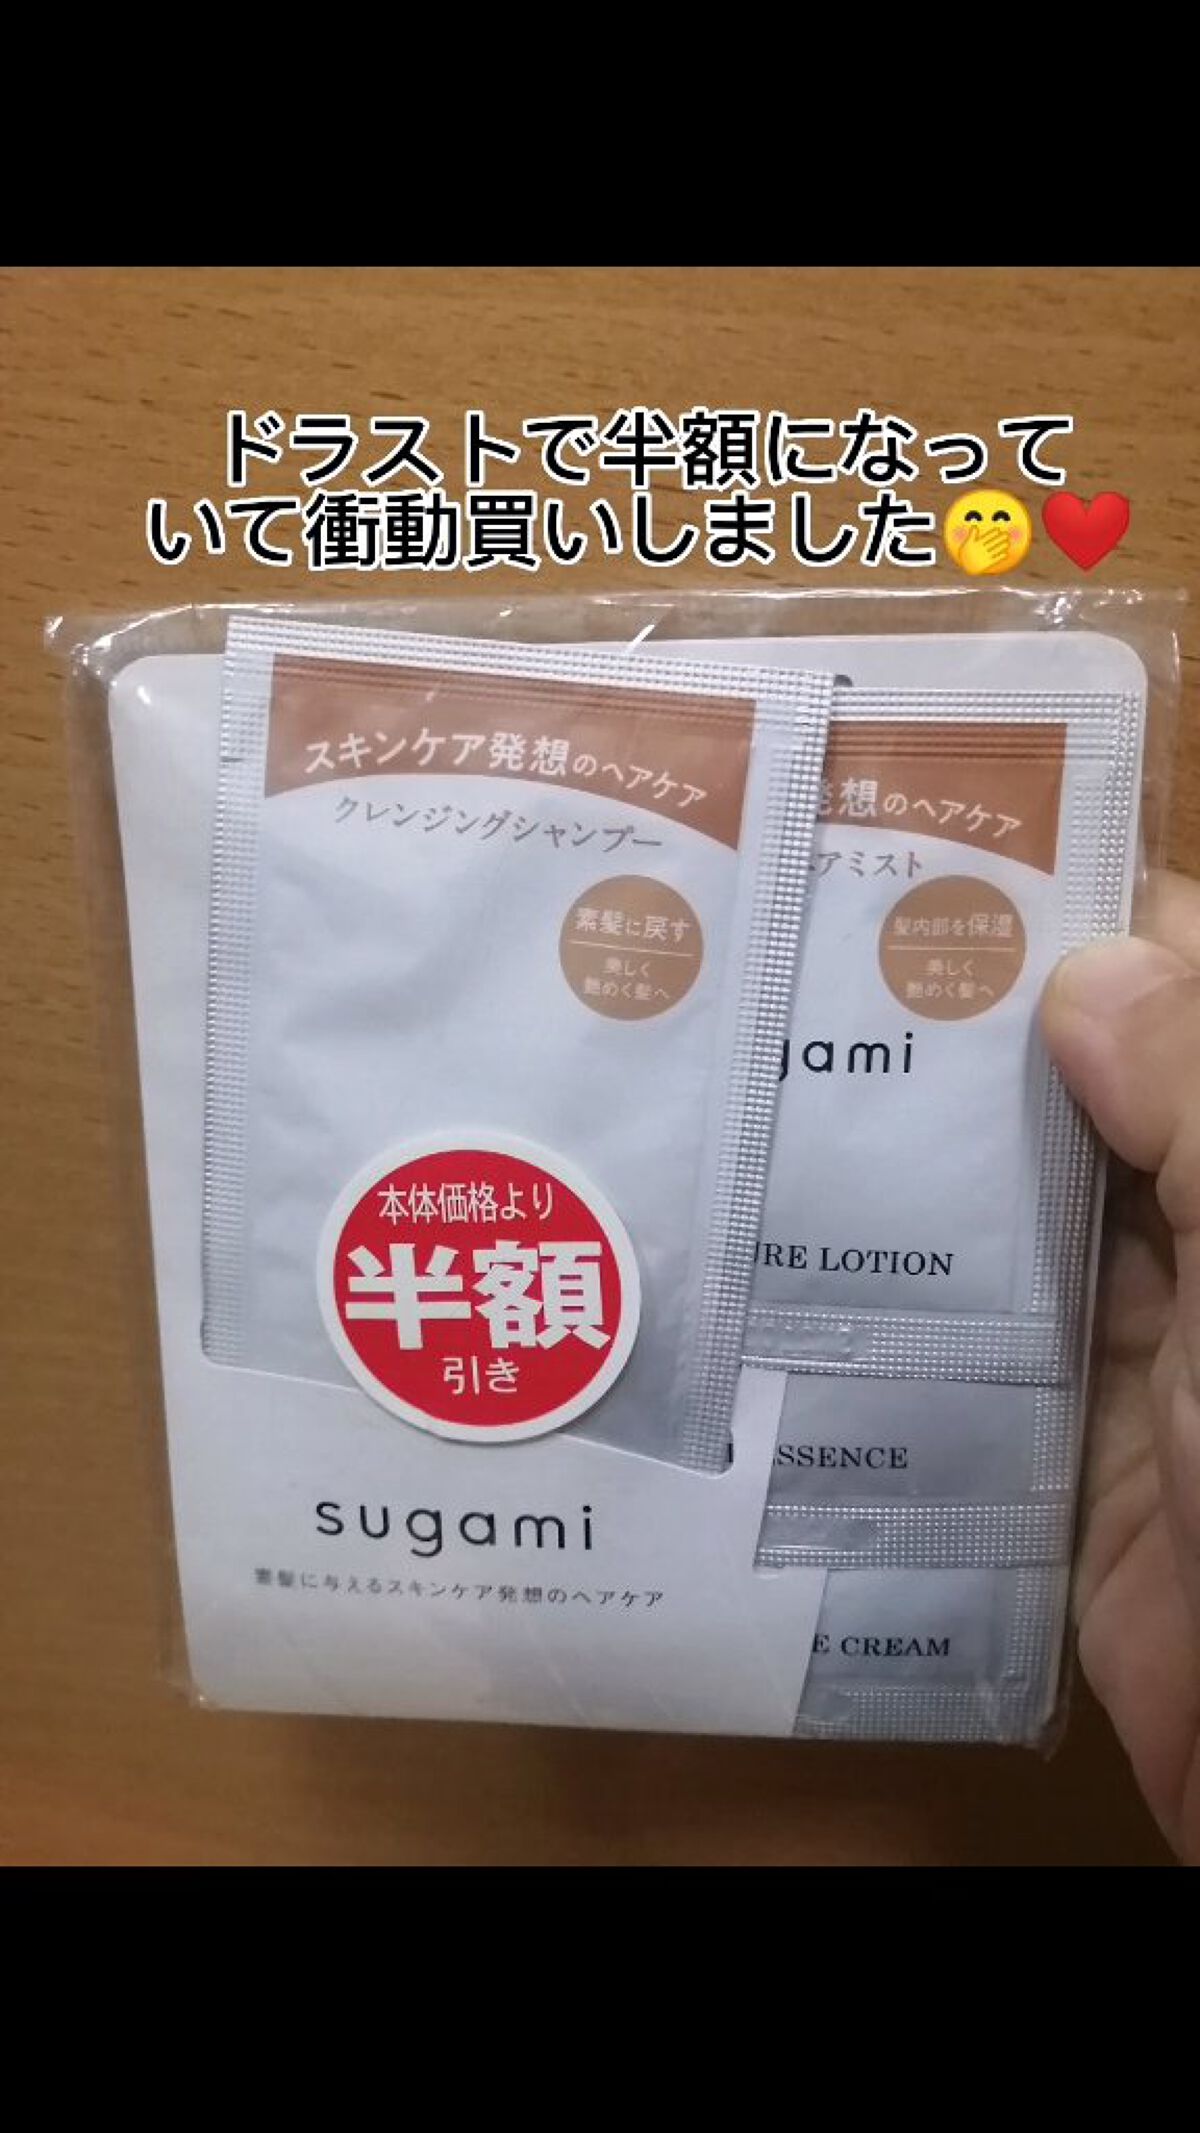 ドラストで半額になって
いて衝動買いしました🤭❤️
スキンケア発想のヘアケア
クレンジングシャンプー
素髪に戻す
美しく
艶めく髪へ
想のヘアケア
アミスト
髪内部を保湿
美しく
艶めく髪へ
gami
RE LOTION
本体価格より
半額
引き
SSENCE
sugami
素髪に与えるスキンケア発想のヘアケア
E CREAM